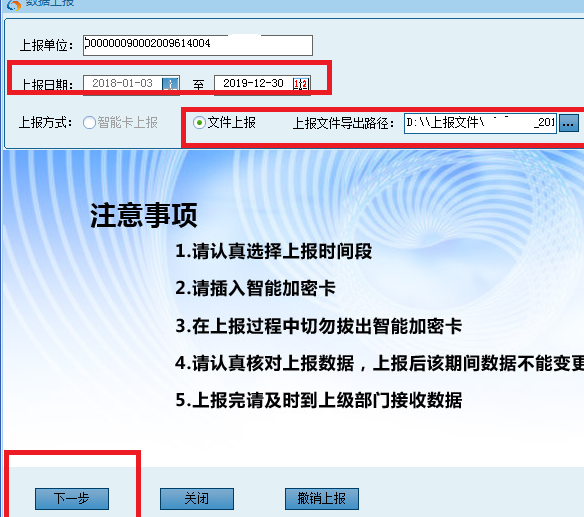 数据上报
上报单位： 000000090002009614004
上报日期： 2018-01-03 至 2019-12-30
上报方式： 智能卡上报 文件上报 上报文件导出路径： D:\\上报文件\ _201 ...
注意事项
1.请认真选择上报时间段
2.请插入智能加密卡
3.在上报过程中切勿拔出智能加密卡
4.请认真核对上报数据，上报后该期间数据不能变更
5.上报完请及时到上级部门接收数据
下一步 关闭 撤销上报